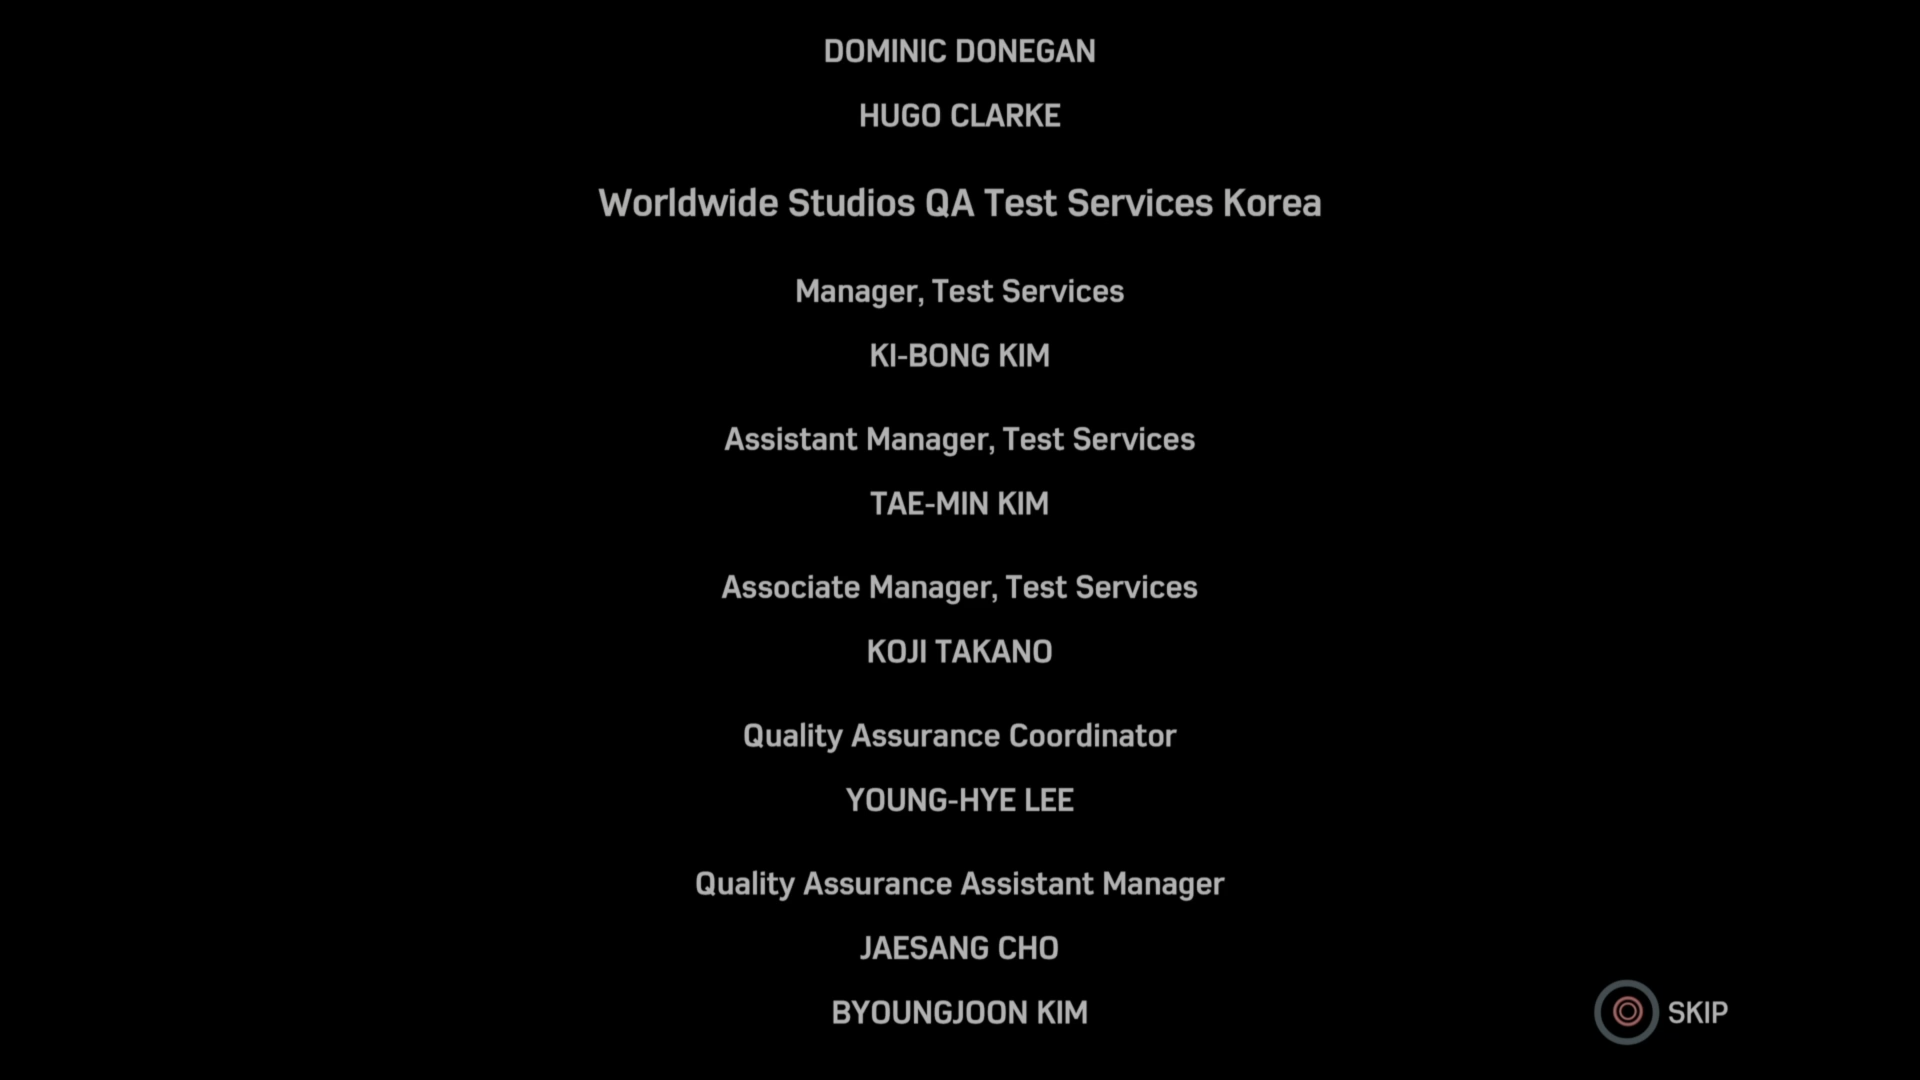 DOMINIC DONEGAN
HUGO CLARKE
Worldwide Studios QA Test Services Korea
Manager, Test Services
KI-BONG KIM
Assistant Manager, Test Services
TAE-MIN KIM
Associate Manager, Test Services
KOJI TAKANO
Quality Assurance Coordinator
YOUNG-HYE LEE
Quality Assurance Assistant Manager
JAESANG CHO
BYOUNGJOON KIM
SKIP